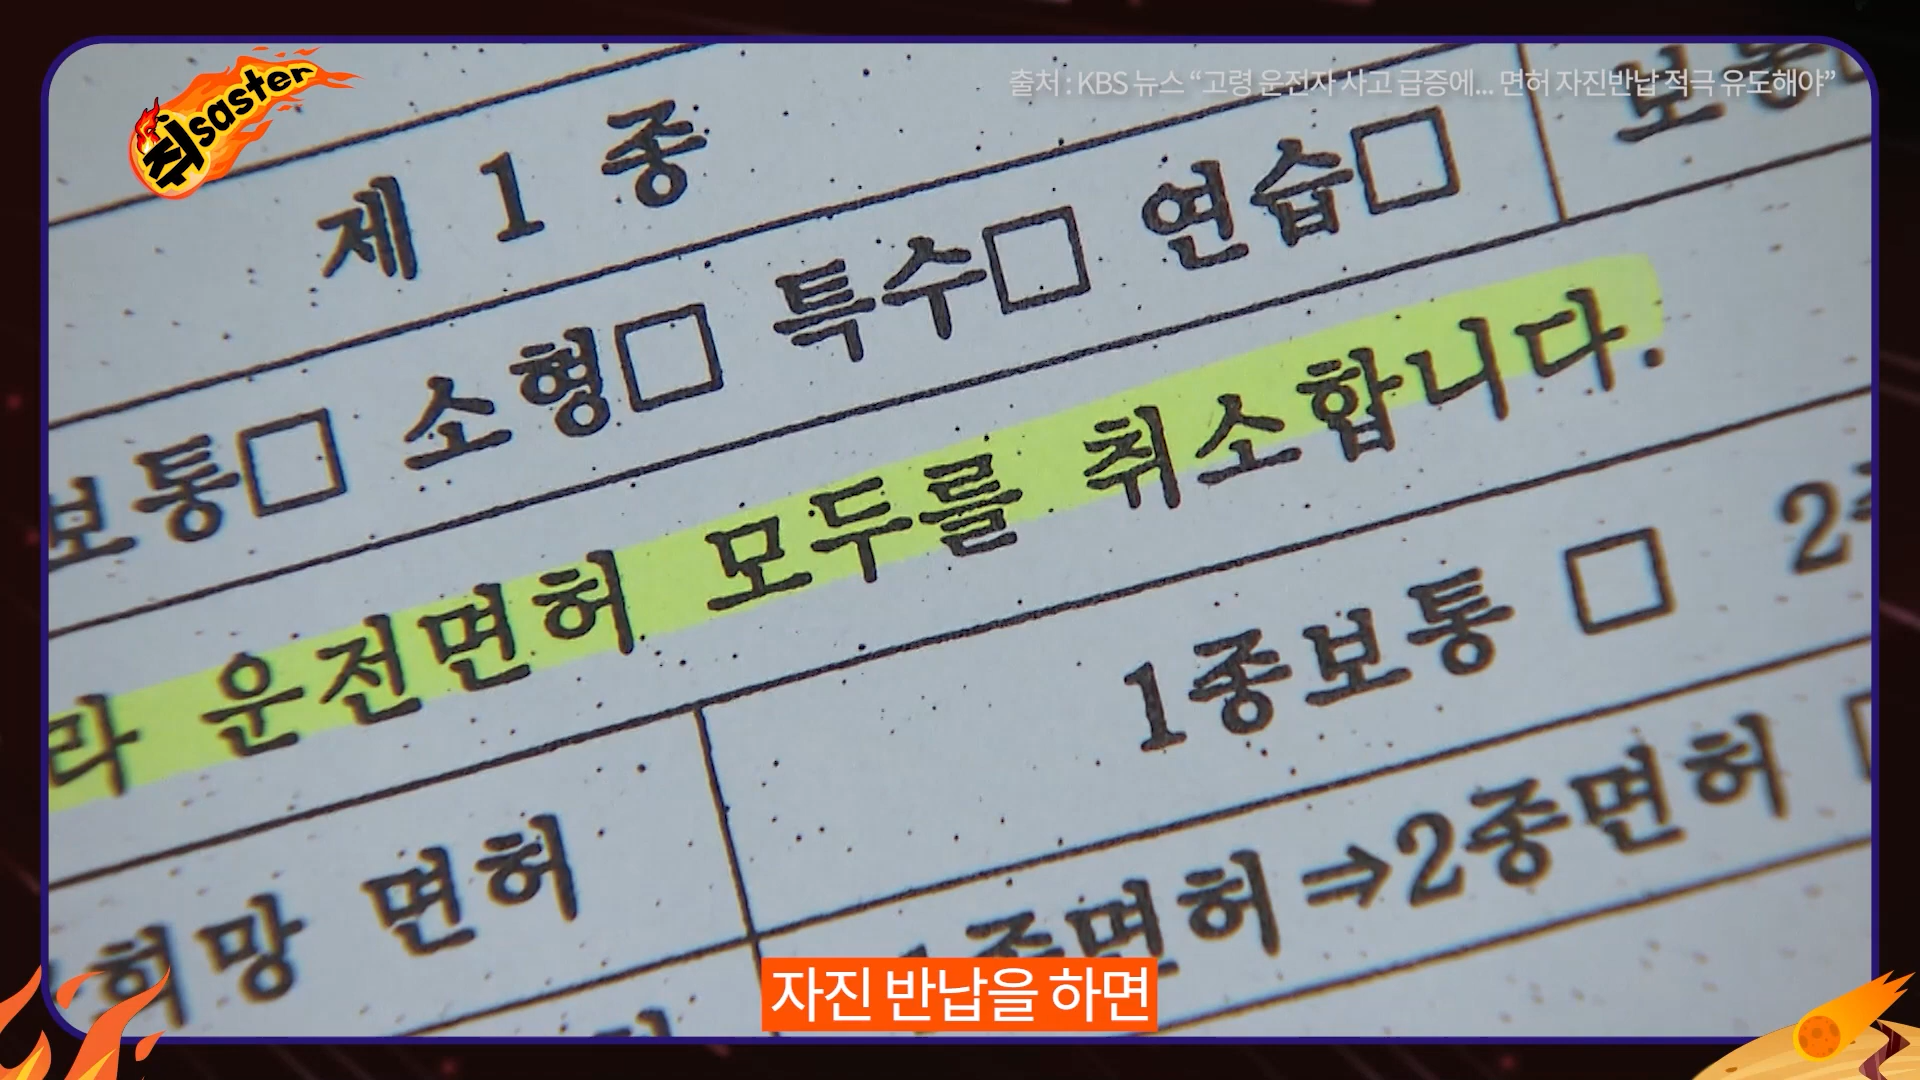 쥐saster
출처 : KBS 뉴스 “고령 운전자 사고 급증에... 면허 자진반납 적극 유도해야”
제 1 종
보통□ 소형□ 특수□ 연습□
라 운전면허 모두를 취소합니다.
1종보통 □ 2
희망 면허
종면허⇒2종면허
자진 반납을 하면